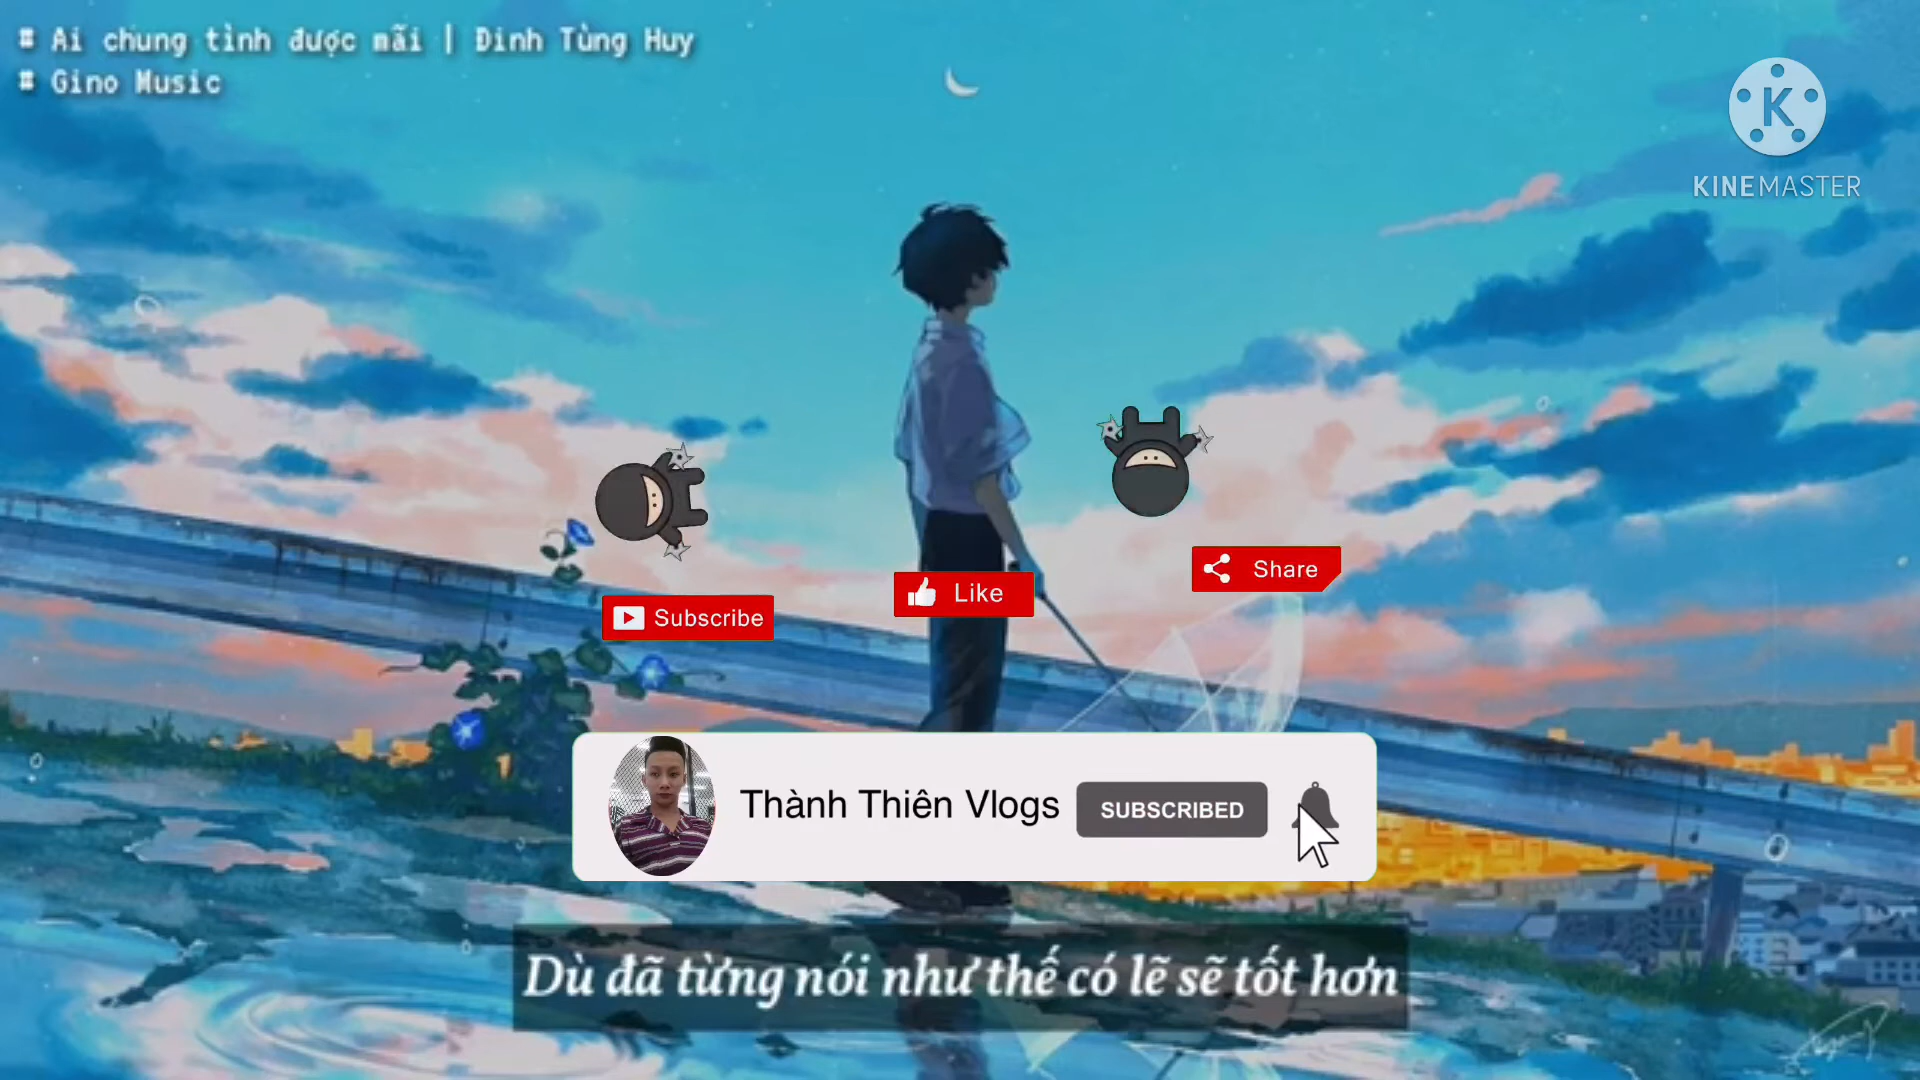 # Ai chung tình được mãi | Đinh Tùng Huy
# Gino Music
K
KINEMASTER
Share
Like
Subscribe
Thành Thiên Vlogs
SUBSCRIBED
Dù đã từng nói như thế có lẽ sẽ tốt hơn